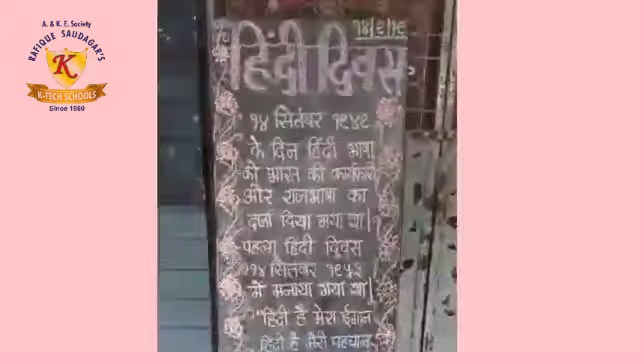 A. & K. E. Society
RAFIQUE SAUDAGAR'S
K
K-TECH SCHOOLS
Since 1980
हिंदी दिवस
१४ सितंबर १९४९
के दिन हिंदी भाषा
को भारत की कार्यकारी
और राजभाषा का
दर्जा दिया गया था|
पहला हिंदी दिवस
१४ सितंबर १९५३
में मनाया गया था|
"हिंदी है मेरा ईमान
हिंदी है मेरी पहचान